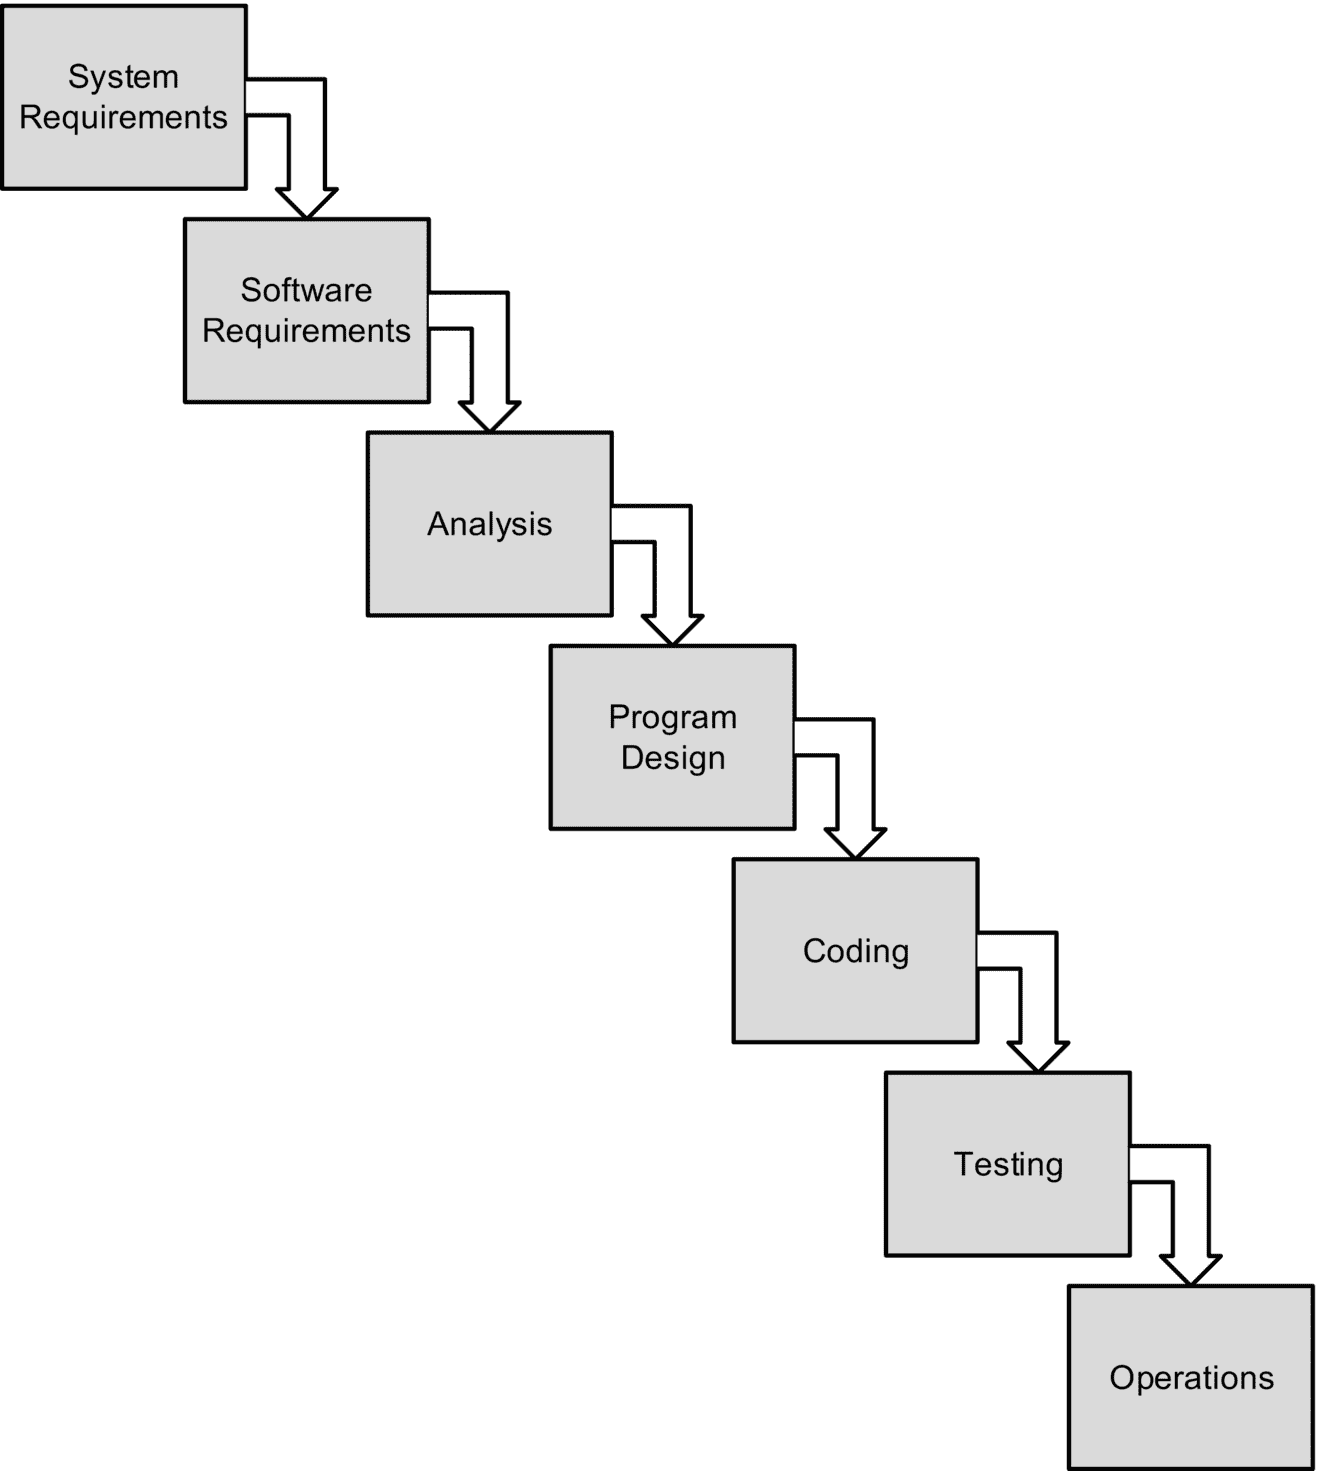 System
Requirements
Software
Requirements
Analysis
Program
Design
Coding
Testing
Operations